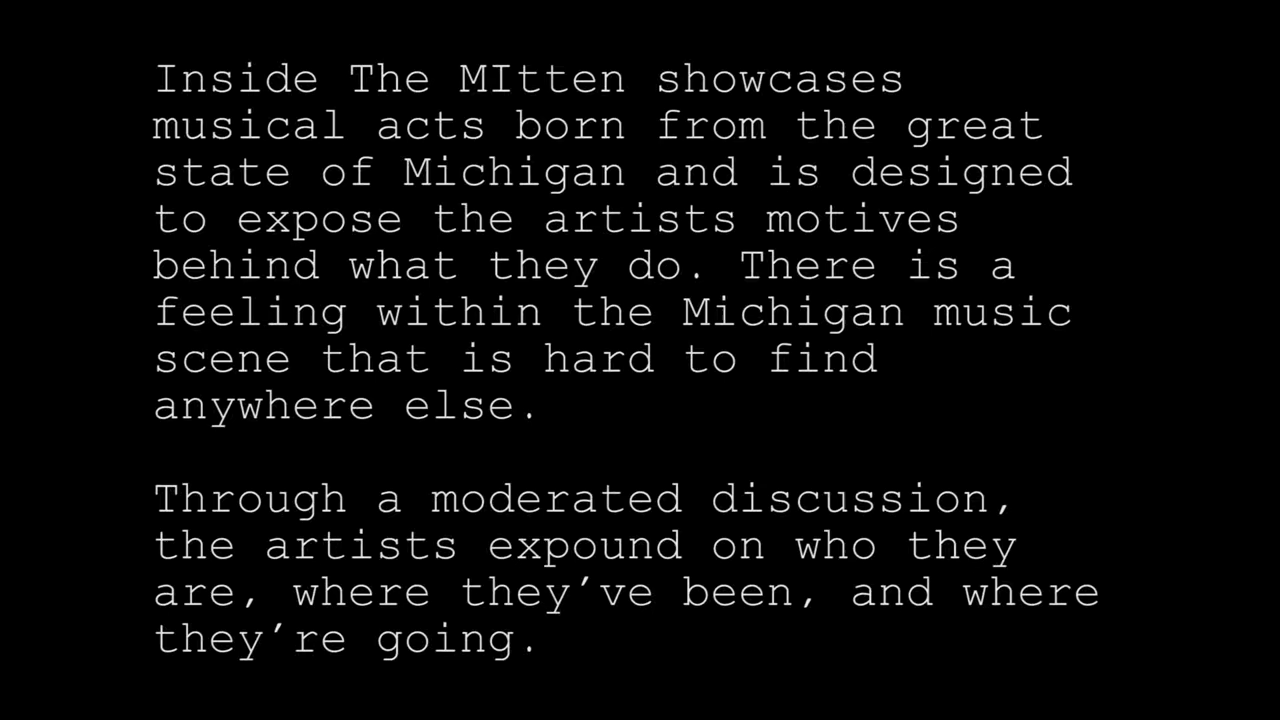 Inside The MItten showcases
musical acts born from the great
state of Michigan and is designed
to expose the artists motives
behind what they do. There is a
feeling within the Michigan music
scene that is hard to find
anywhere else.
Through a moderated discussion,
the artists expound on who they
are, where they’ve been, and where
they’re going.